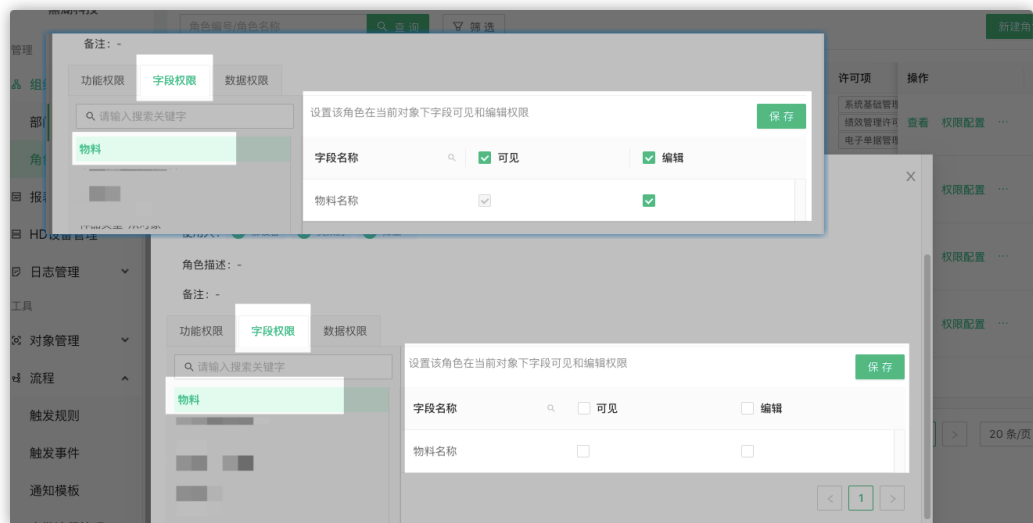 角色编号/角色名称
查 询
筛 选
新建角
管理
备注： -
功能权限
字段权限
数据权限
请输入搜索关键字
物料
设置该角色在当前对象下字段可见和编辑权限
保 存
字段名称
可见
编辑
物料名称
许可项
操作
系统基础管理
绩效管理许可
电子单据管理
查看
权限配置
···
权限配置
···
权限配置
···
权限配置
···
组织
部门
角
报表
HD设备管理
日志管理
工具
对象管理
流程
触发规则
触发事件
通知模板
角色描述： -
备注： -
功能权限
字段权限
数据权限
请输入搜索关键字
物料
设置该角色在当前对象下字段可见和编辑权限
保 存
字段名称
可见
编辑
物料名称
1
20 条/页